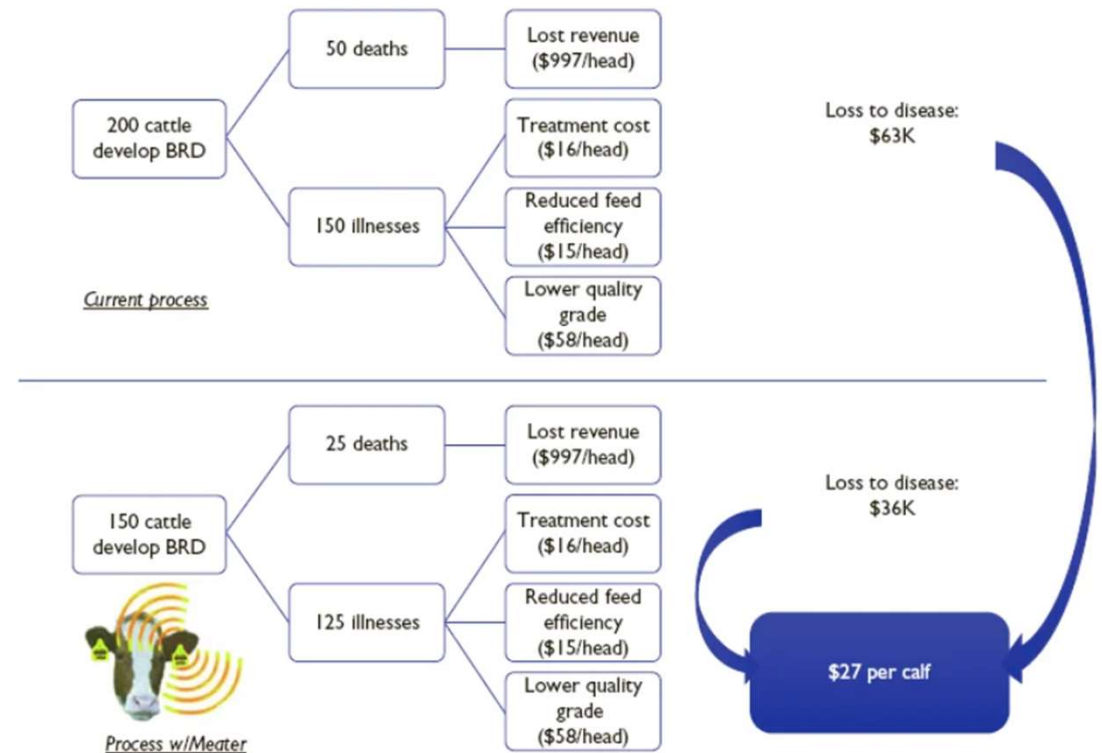 50 deaths
Lost revenue
($997/head)
200 cattle
develop BRD
Treatment cost
($16/head)
Loss to disease:
$63K
150 illnesses
Reduced feed
efficiency
($15/head)
Lower quality
grade
($58/head)
Current process
25 deaths
Lost revenue
($997/head)
150 cattle
develop BRD
Treatment cost
($16/head)
Loss to disease:
$36K
125 illnesses
Reduced feed
efficiency
($15/head)
Lower quality
grade
($58/head)
$27 per calf
Process w/Meater